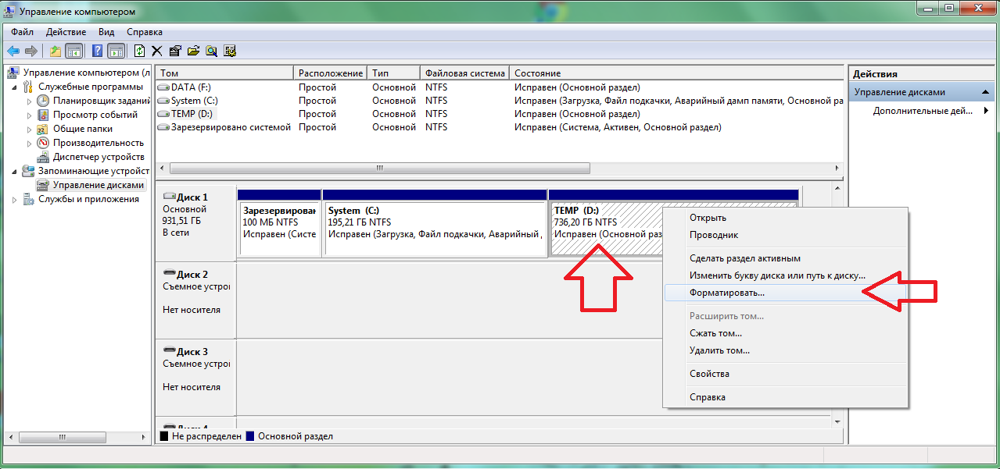 Управление компьютером
Файл Действие Вид Справка
Управление компьютером (л
Служебные программы
Планировщик заданий
Просмотр событий
Общие папки
Производительность
Диспетчер устройств
Запоминающие устройст
Управление дисками
Службы и приложения
Том Расположение Тип Файловая система Состояние
DATA (F:) Простой Основной NTFS Исправен (Основной раздел)
System (C:) Простой Основной NTFS Исправен (Загрузка, Файл подкачки, Аварийный дамп памяти, Основной ра
TEMP (D:) Простой Основной NTFS Исправен (Основной раздел)
Зарезервировано системой Простой Основной NTFS Исправен (Система, Активен, Основной раздел)
Диск 1
Основной
931,51 ГБ
В сети
Зарезервирован
100 МБ NTFS
Исправен (Систе
System (C:)
195,21 ГБ NTFS
Исправен (Загрузка, Файл подкачки, Аварийный
TEMP (D:)
736,20 ГБ NTFS
Исправен (Основной раз
Диск 2
Съемное устрої
Нет носителя
Диск 3
Съемное устрої
Нет носителя
Диск 4
Не распределен Основной раздел
Открыть
Проводник
Сделать раздел активным
Изменить букву диска или путь к диску...
Форматировать...
Расширить том...
Сжать том...
Удалить том...
Свойства
Справка
Действия
Управление дисками
Дополнительные дей...